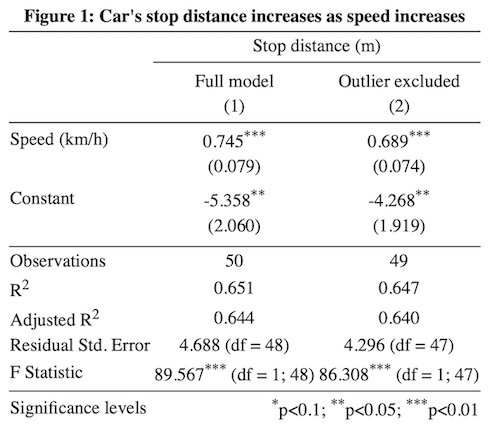 Figure 1: Car's stop distance increases as speed increases
Stop distance (m)
Full model Outlier excluded
(1) (2)
Speed (km/h) 0.745*** 0.689***
(0.079) (0.074)
Constant -5.358** -4.268**
(2.060) (1.919)
Observations 50 49
R² 0.651 0.647
Adjusted R² 0.644 0.640
Residual Std. Error 4.688 (df = 48) 4.296 (df = 47)
F Statistic 89.567*** (df = 1; 48) 86.308*** (df = 1; 47)
Significance levels *p<0.1; **p<0.05; ***p<0.01